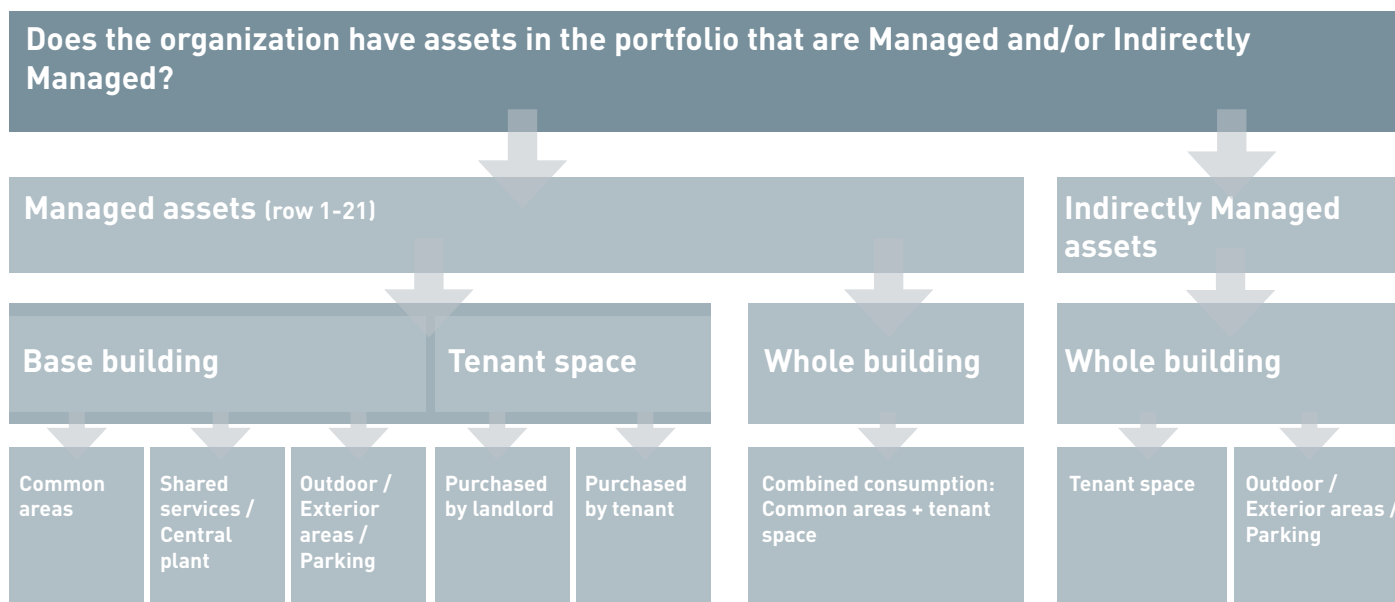 Does the organization have assets in the portfolio that are Managed and/or Indirectly
Managed?
Managed assets (row 1-21)
Indirectly Managed
assets
Base building
Tenant space
Whole building
Whole building
Common
areas
Shared
services /
Central
plant
Outdoor /
Exterior
areas /
Parking
Purchased
by landlord
Purchased
by tenant
Combined consumption:
Common areas + tenant
space
Tenant space
Outdoor /
Exterior areas /
Parking